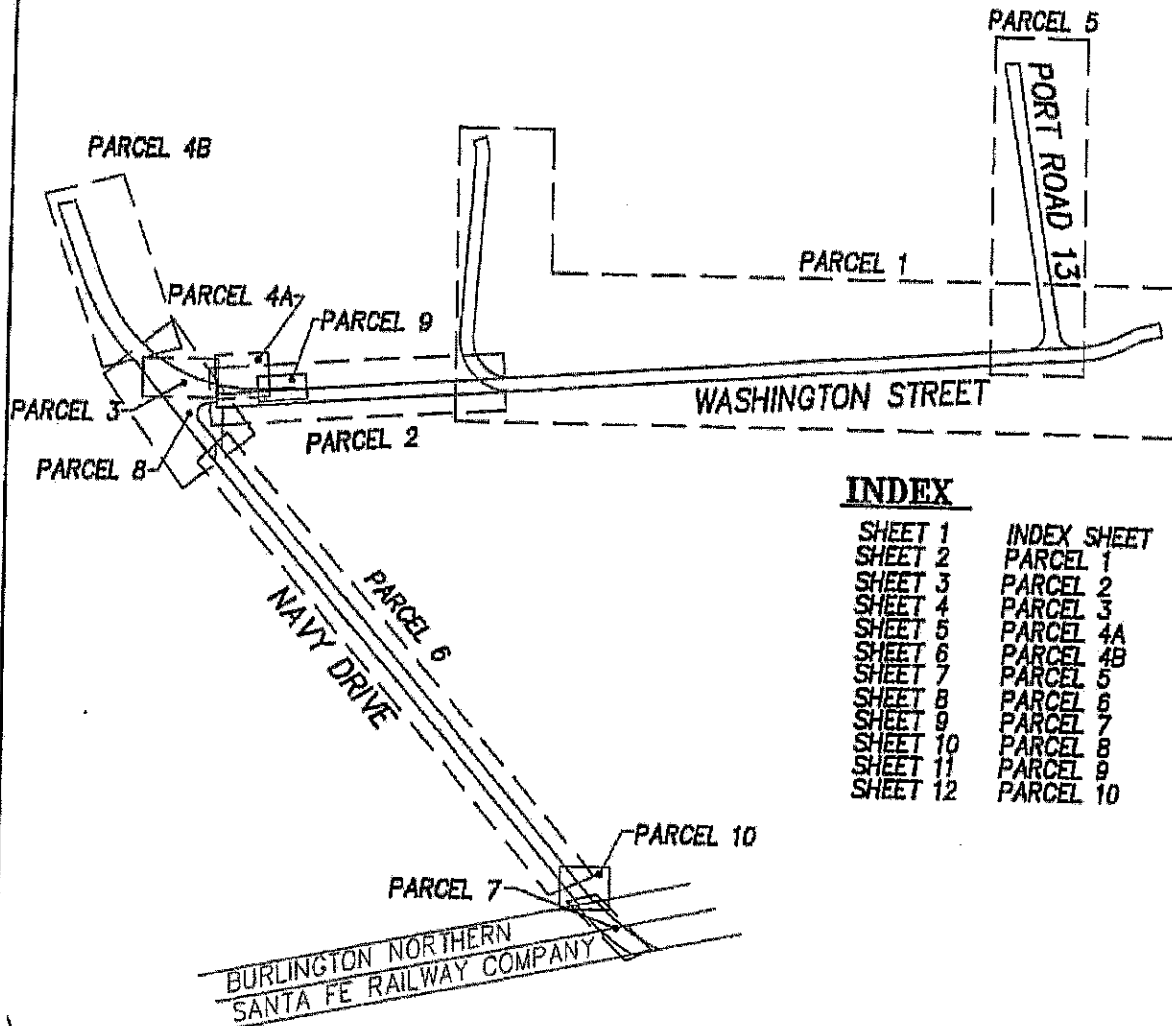 PARCEL 5
PORT ROAD 13
PARCEL 4B
PARCEL 1
PARCEL 4A
PARCEL 9
WASHINGTON STREET
PARCEL 3
PARCEL 2
PARCEL 8
INDEX
SHEET 1 INDEX SHEET
SHEET 2 PARCEL 1
SHEET 3 PARCEL 2
SHEET 4 PARCEL 3
SHEET 5 PARCEL 4A
SHEET 6 PARCEL 4B
SHEET 7 PARCEL 5
SHEET 8 PARCEL 6
SHEET 9 PARCEL 7
SHEET 10 PARCEL 8
SHEET 11 PARCEL 9
SHEET 12 PARCEL 10
PARCEL 6
NAVY DRIVE
PARCEL 10
PARCEL 7
BURLINGTON NORTHERN
SANTA FE RAILWAY COMPANY